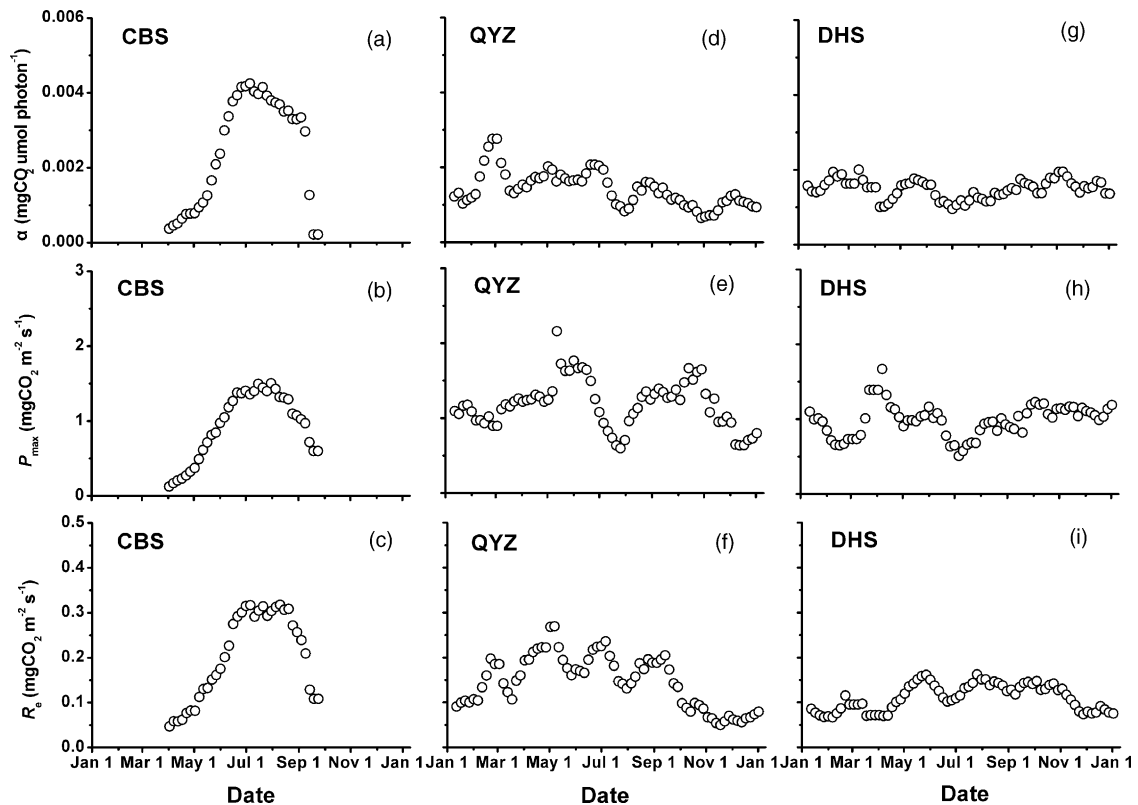 CBS (a) QYZ (d) DHS (g)
α (mgCO2 umol photon-1)
0.006
0.004
0.002
0.000
CBS (b) QYZ (e) DHS (h)
Pmax (mgCO2 m-2 s-1)
3
2
1
0
CBS (c) QYZ (f) DHS (i)
Re (mgCO2 m-2 s-1)
0.5
0.4
0.3
0.2
0.1
0.0
Jan 1 Mar 1 May 1 Jul 1 Sep 1 Nov 1 Jan 1 Jan 1 Mar 1 May 1 Jul 1 Sep 1 Nov 1 Jan 1 Jan 1 Mar 1 May 1 Jul 1 Sep 1 Nov 1 Jan 1
Date Date Date